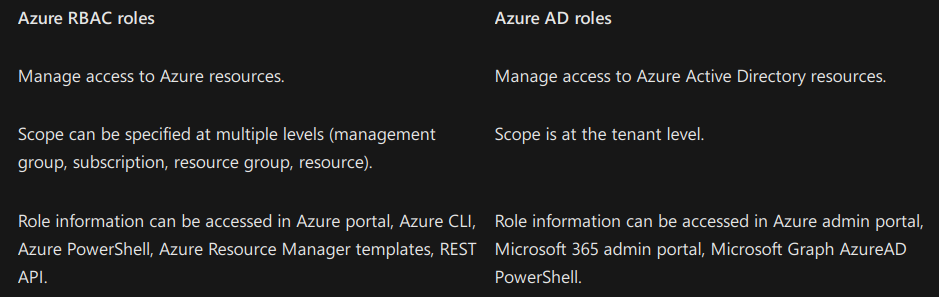 Azure RBAC roles
Azure AD roles
Manage access to Azure resources.
Manage access to Azure Active Directory resources.
Scope can be specified at multiple levels (management
group, subscription, resource group, resource).
Scope is at the tenant level.
Role information can be accessed in Azure portal, Azure CLI,
Azure PowerShell, Azure Resource Manager templates, REST
API.
Role information can be accessed in Azure admin portal,
Microsoft 365 admin portal, Microsoft Graph AzureAD
PowerShell.